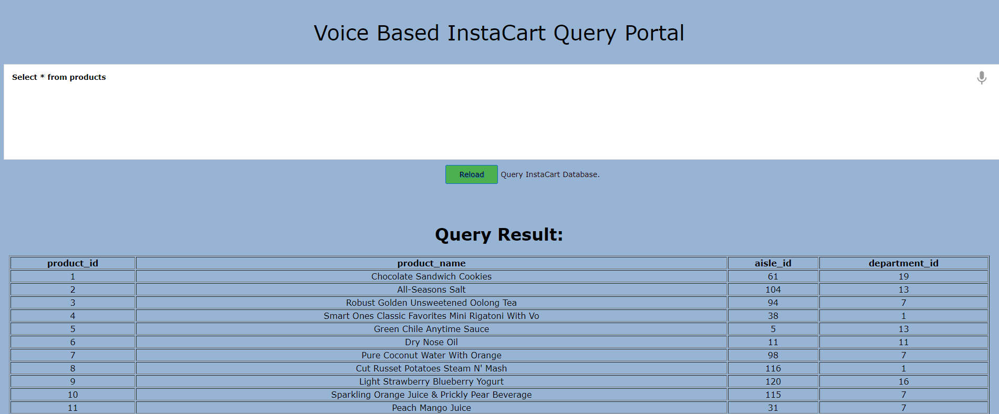 Voice Based InstaCart Query Portal
Select * from products
Reload Query InstaCart Database.
Query Result:
product_id product_name aisle_id department_id
1 Chocolate Sandwich Cookies 61 19
2 All-Seasons Salt 104 13
3 Robust Golden Unsweetened Oolong Tea 94 7
4 Smart Ones Classic Favorites Mini Rigatoni With Vo 38 1
5 Green Chile Anytime Sauce 5 13
6 Dry Nose Oil 11 11
7 Pure Coconut Water With Orange 98 7
8 Cut Russet Potatoes Steam N' Mash 116 1
9 Light Strawberry Blueberry Yogurt 120 16
10 Sparkling Orange Juice & Prickly Pear Beverage 115 7
11 Peach Mango Juice 31 7